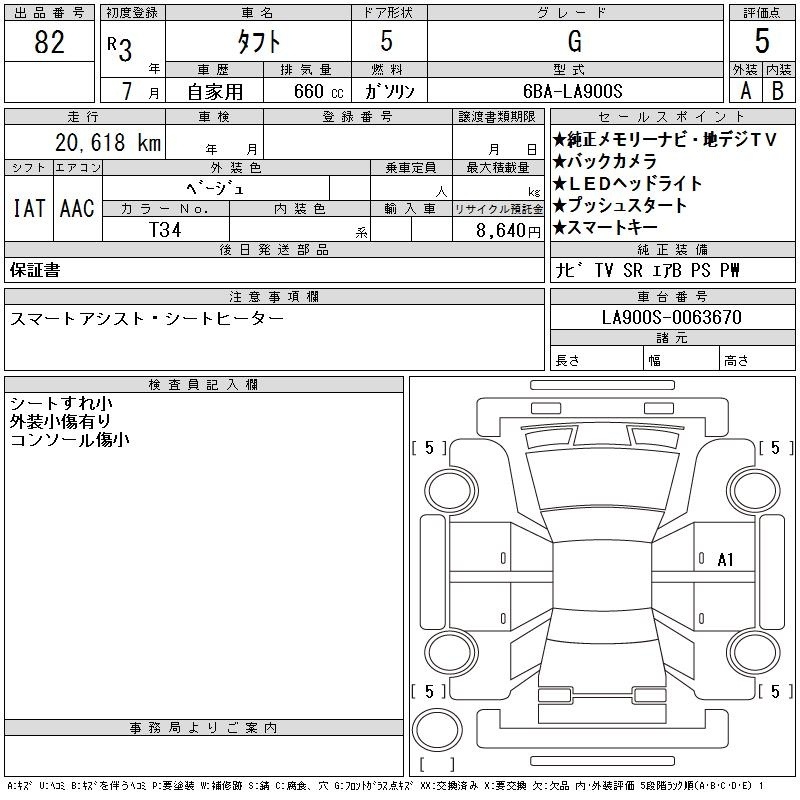 出品番号 初度登録 車名 ドア形状 グレード 評価点
82 R3年 タフト 5 G 5
7月 車歴 排気量 燃料 型式 外装 内装
自家用 660cc ガソリン 6BA-LA900S A B
走行 車検 登録番号 譲渡書類期限 セールスポイント
20,618 km 年 月 月 日 ★純正メモリーナビ・地デジTV
シフト エアコン 外装色 乗車定員 最大積載量 ★バックカメラ
IAT AAC ベージュ 人 kg ★LEDヘッドライト
カラーNo. 内装色 輸入車 リサイクル預託金 ★プッシュスタート
T34 系 8,640円 ★スマートキー
後日発送部品 純正装備
保証書 ナビ TV SR エアB PS PW
注意事項欄 車台番号
スマートアシスト・シートヒーター LA900S-0063670
諸元
長さ 幅 高さ
検査員記入欄
シートすれ小
外装小傷有り
コンソール傷小
[ 5 ] [ 5 ]
A1
[ 5 ] [ 5 ]
[ ]
事務局よりご案内
A:キズ U:ヘコミ B:キズを伴うヘコミ P:要塗装 W:補修跡 S:錆 C:腐食、穴 G:フロントガラス点キズ XX:交換済み X:要交換 欠:欠品 内・外装評価 5段階ランク順(A・B・C・D・E) 1